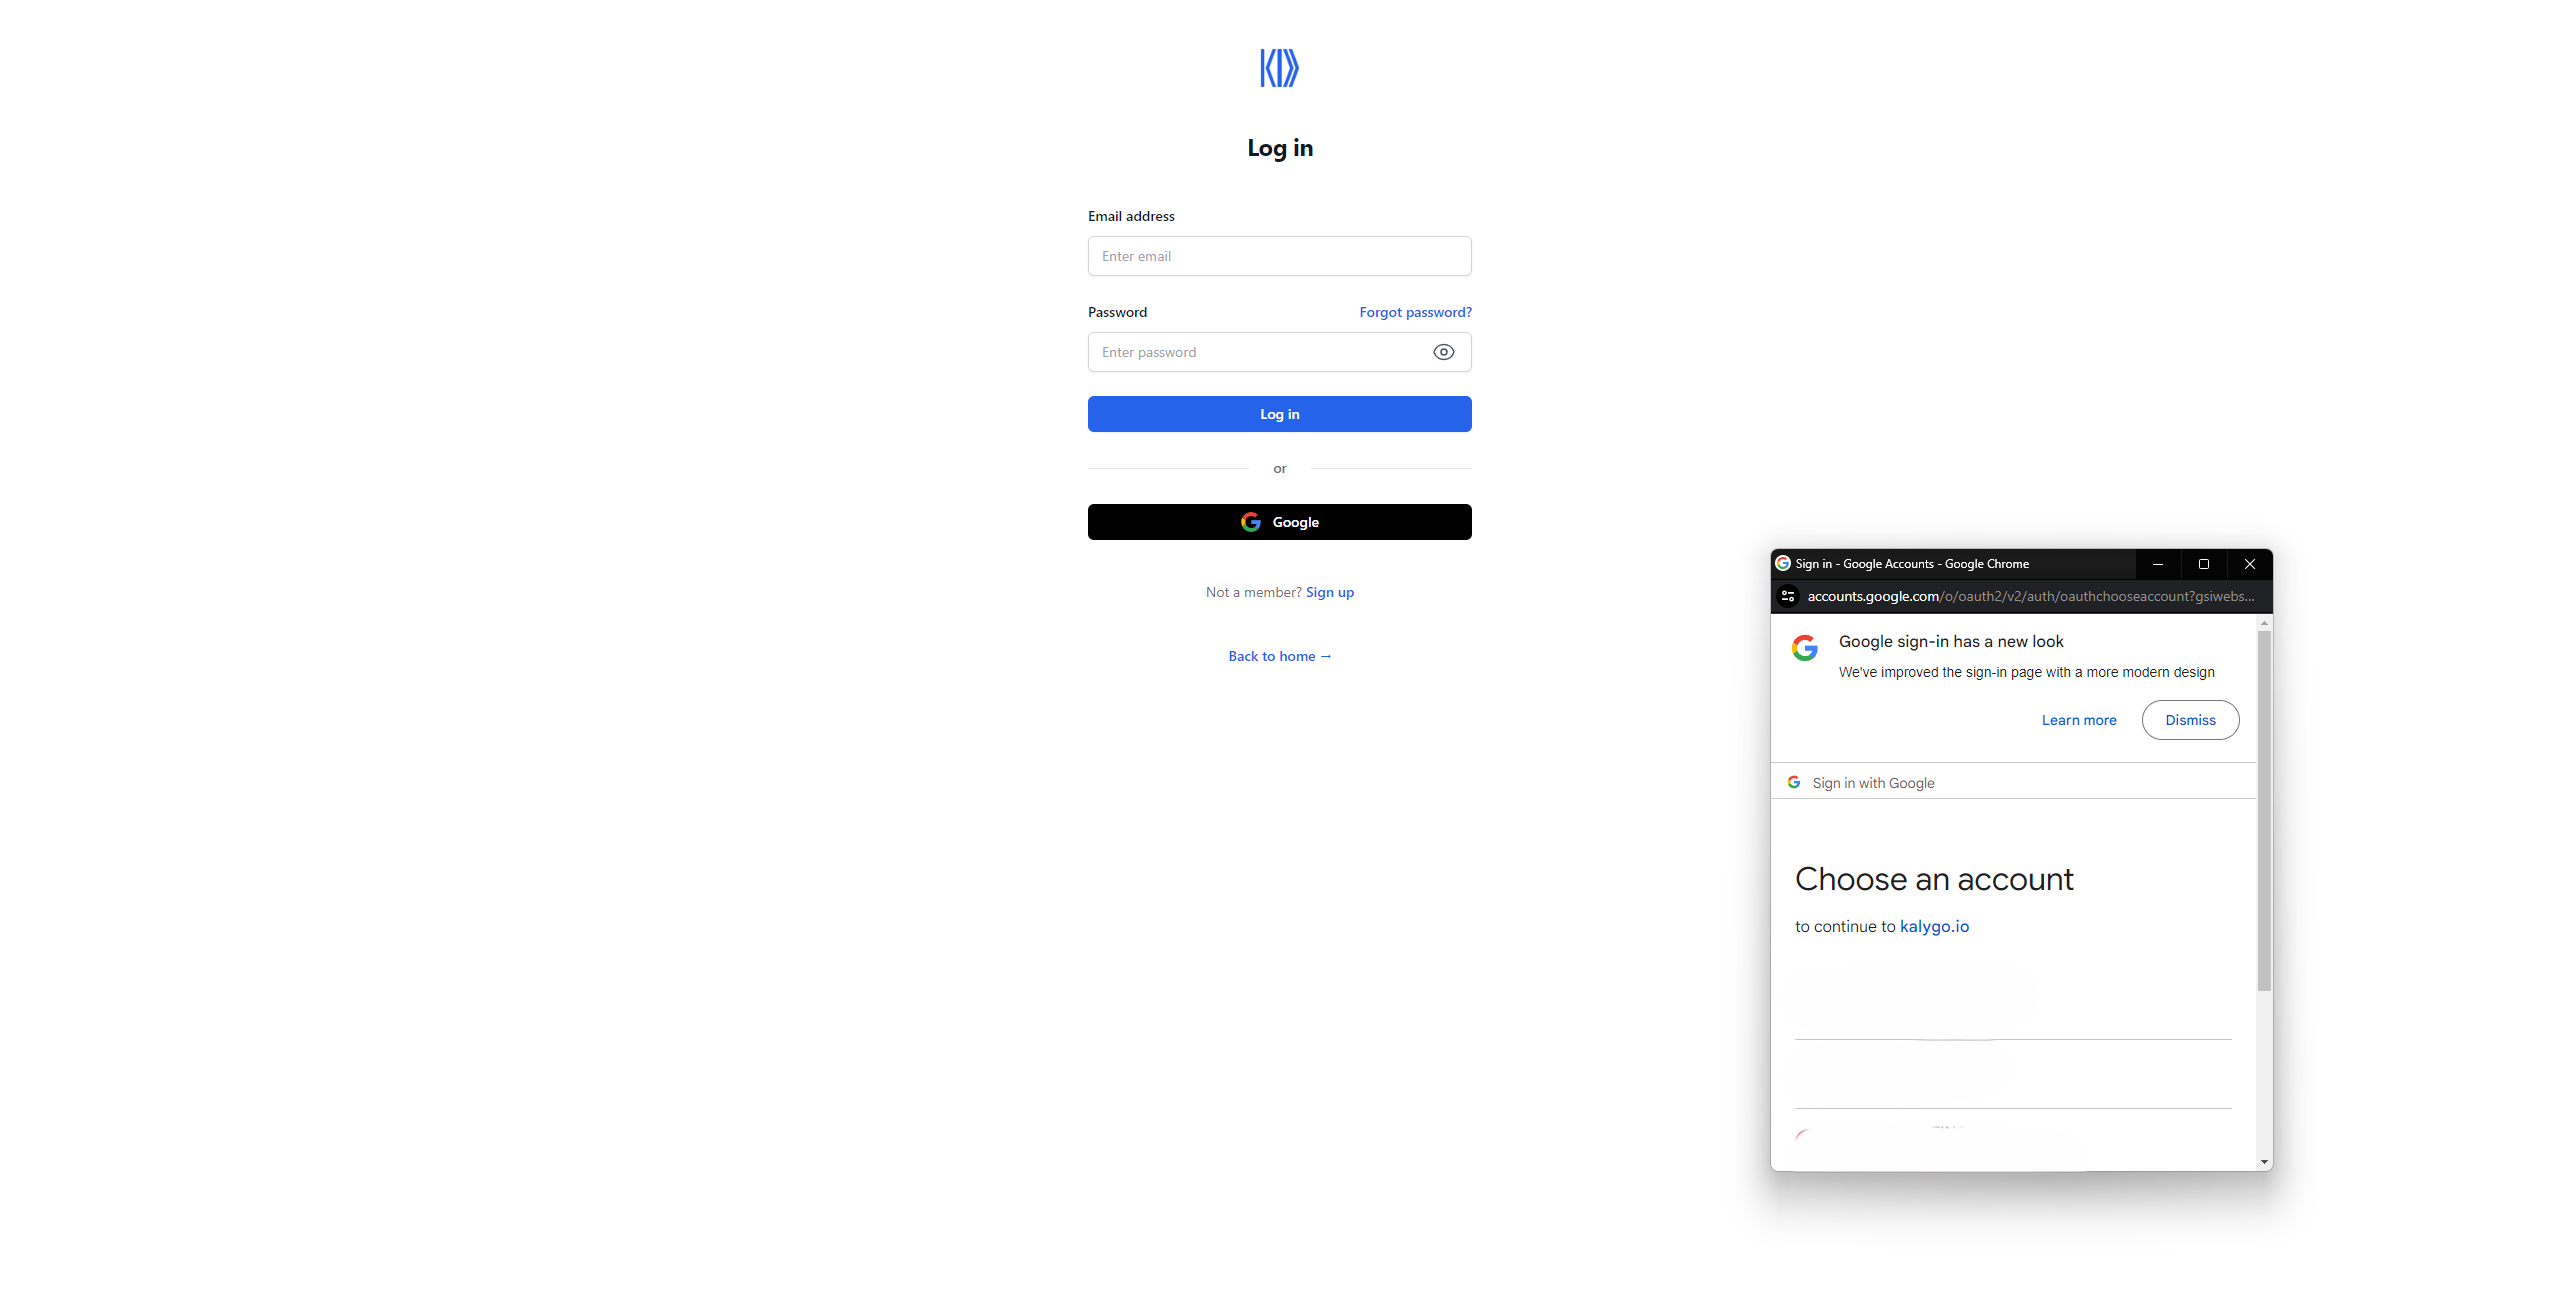 Log in
Email address
Enter email
Password Forgot password?
Enter password
Log in
or
Google
Not a member? Sign up
Back to home →
Sign in - Google Accounts - Google Chrome
accounts.google.com/o/oauth2/v2/auth/oauthchooseaccount?gsiwebs...
Google sign-in has a new look
We've improved the sign-in page with a more modern design
Learn more Dismiss
Sign in with Google
Choose an account
to continue to kalygo.io